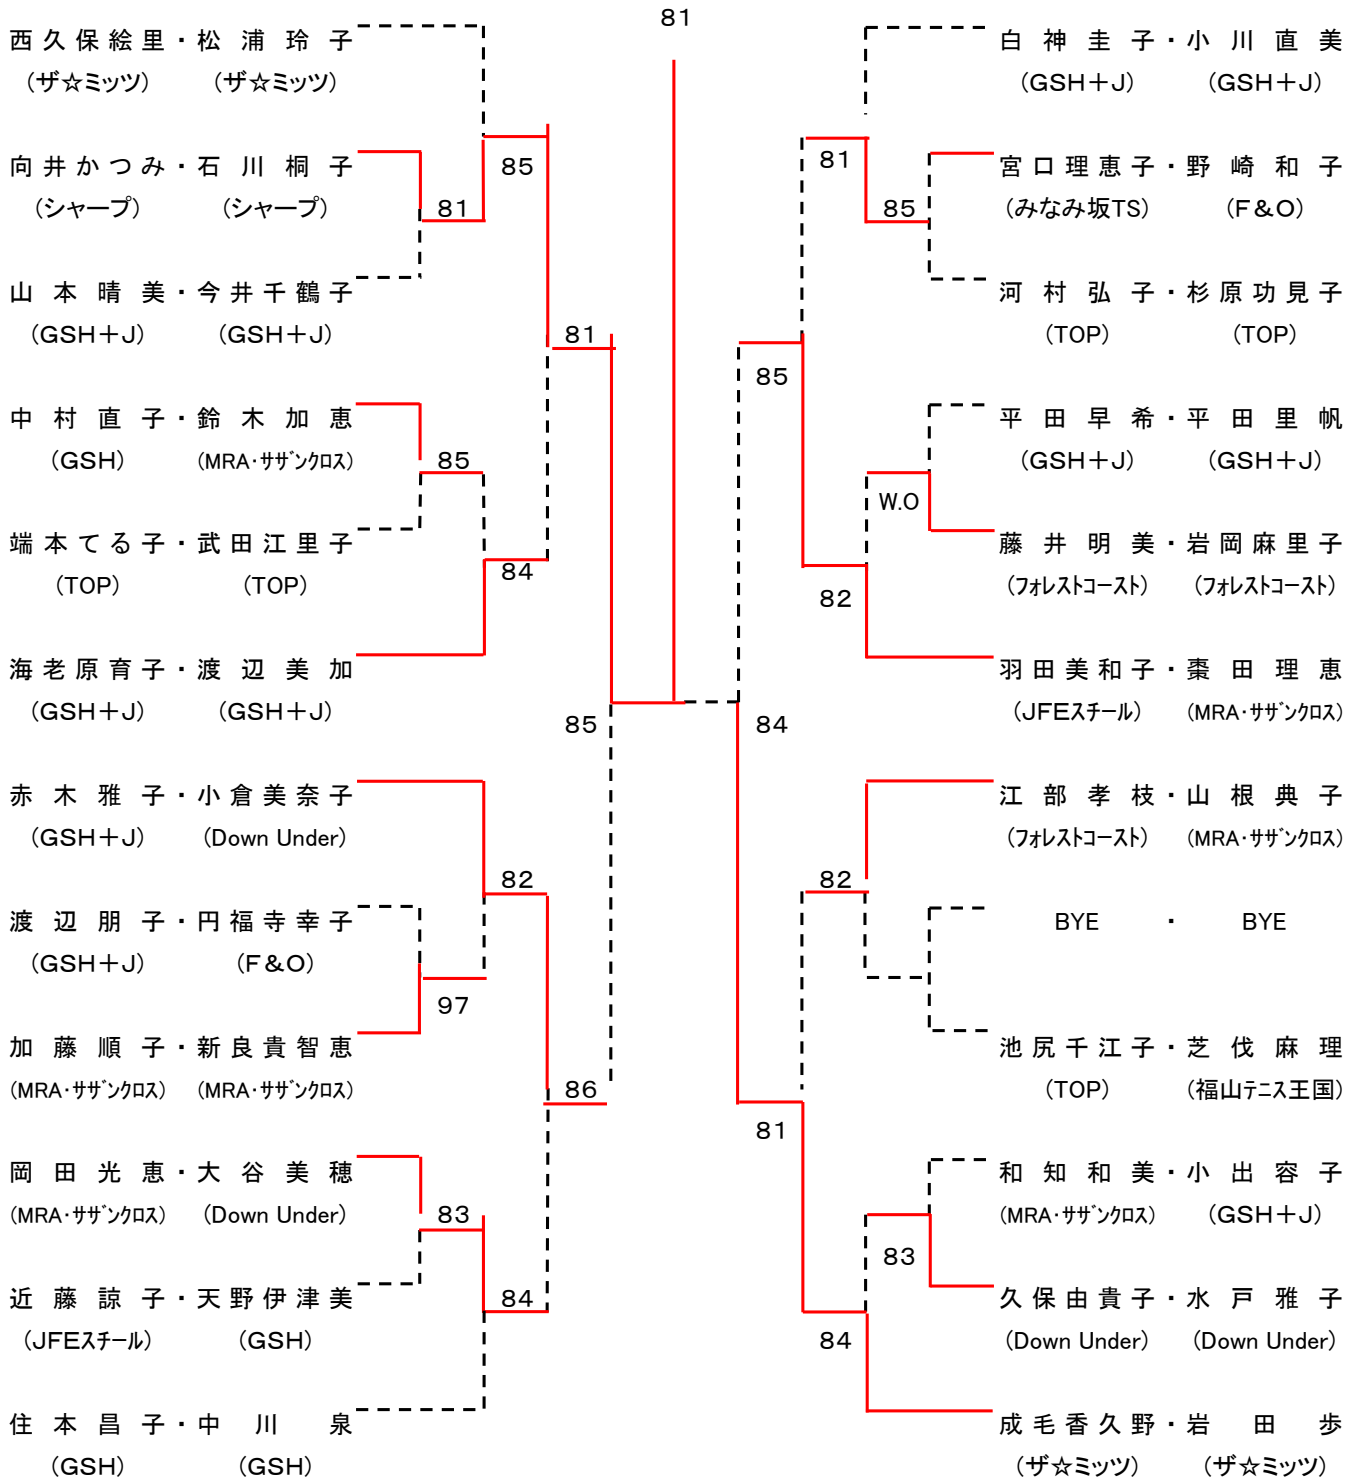 81
西久保絵里・松浦玲子
(ザ☆ミッツ) (ザ☆ミッツ)
向井かつみ・石川桐子
(シャープ) (シャープ)
山本晴美・今井千鶴子
(GSH+J) (GSH+J)
中村直子・鈴木加恵
(GSH) (MRA・サザンクロス)
端本てる子・武田江里子
(TOP) (TOP)
海老原育子・渡辺美加
(GSH+J) (GSH+J)
赤木雅子・小倉美奈子
(GSH+J) (Down Under)
渡辺朋子・円福寺幸子
(GSH+J) (F&O)
加藤順子・新良貴智恵
(MRA・サザンクロス) (MRA・サザンクロス)
岡田光恵・大谷美穂
(MRA・サザンクロス) (Down Under)
近藤諒子・天野伊津美
(JFEスチール) (GSH)
住本昌子・中川泉
(GSH) (GSH)
85
81
81
85
84
85
82
97
86
83
84
白神圭子・小川直美
(GSH+J) (GSH+J)
宮口理恵子・野崎和子
(みなみ坂TS) (F&O)
河村弘子・杉原功見子
(TOP) (TOP)
平田早希・平田里帆
(GSH+J) (GSH+J)
藤井明美・岩岡麻里子
(フォレストコースト) (フォレストコースト)
羽田美和子・棗田理恵
(JFEスチール) (MRA・サザンクロス)
江部孝枝・山根典子
(フォレストコースト) (MRA・サザンクロス)
BYE ・ BYE
池尻千江子・芝伐麻理
(TOP) (福山テニス王国)
和知和美・小出容子
(MRA・サザンクロス) (GSH+J)
久保由貴子・水戸雅子
(Down Under) (Down Under)
成毛香久野・岩田歩
(ザ☆ミッツ) (ザ☆ミッツ)
81
85
85
W.O
82
84
82
81
83
84